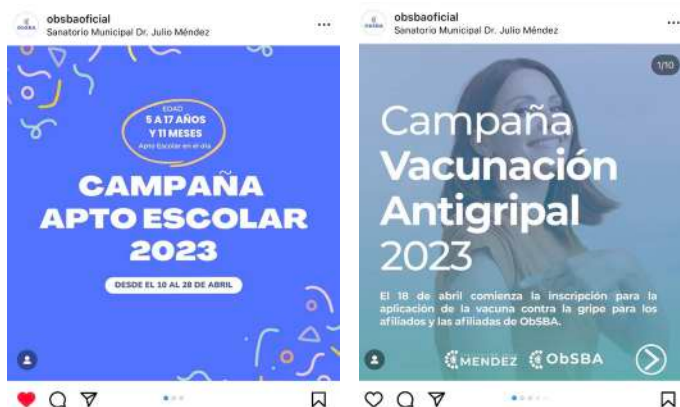 obsbaoficial
Sanatorio Municipal Dr. Julio Méndez
EDAD
5 A 17 AÑOS
Y 11 MESES
Apto Escolar en el día
CAMPAÑA
APTO ESCOLAR
2023
DESDE EL 10 AL 28 DE ABRIL
obsbaoficial
Sanatorio Municipal Dr. Julio Méndez
1/10
Campaña
Vacunación
Antigripal
2023
El 18 de abril comienza la inscripción para la
aplicación de la vacuna contra la gripe para los
afiliados y las afiliadas de ObSBA.
MENDEZ ObSBA